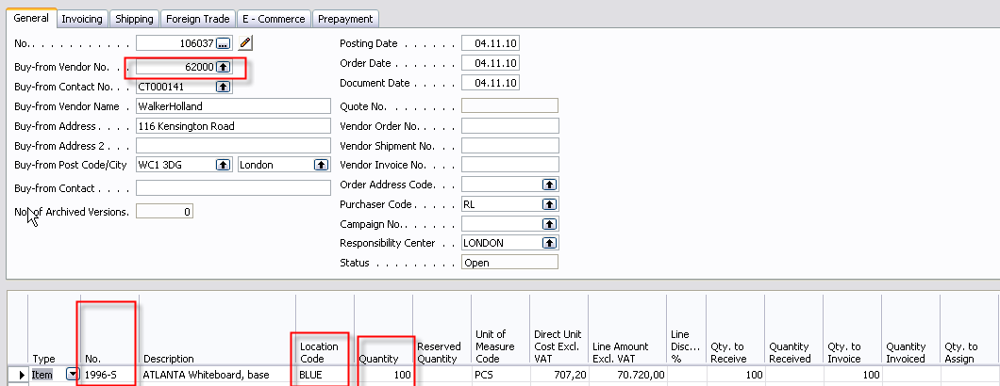 General Invoicing Shipping Foreign Trade E - Commerce Prepayment
No. . . . . . . . . . . . 106037 ...
Buy-from Vendor No. . . 62000
Buy-from Contact No. . . CT000141
Buy-from Vendor Name . WalkerHolland
Buy-from Address . . . . 116 Kensington Road
Buy-from Address 2 . . .
Buy-from Post Code/City WC1 3DG London
Buy-from Contact . . . .
No. of Archived Versions. 0
Posting Date . . . . . . 04.11.10
Order Date . . . . . . . 04.11.10
Document Date . . . . . 04.11.10
Quote No. . . . . . . .
Vendor Order No. . . . .
Vendor Shipment No. . .
Vendor Invoice No. . . .
Order Address Code. . . .
Purchaser Code . . . . . RL
Campaign No. . . . . . .
Responsibility Center . . LONDON
Status . . . . . . . . . Open
Type No. Description Location Code Quantity Reserved Quantity Unit of Measure Code Direct Unit Cost Excl. VAT Line Amount Excl. VAT Line Disc... % Qty. to Receive Quantity Received Qty. to Invoice Quantity Invoiced Qty. to Assign
Item 1996-S ATLANTA Whiteboard, base BLUE 100 PCS 707,20 70.720,00 100 100